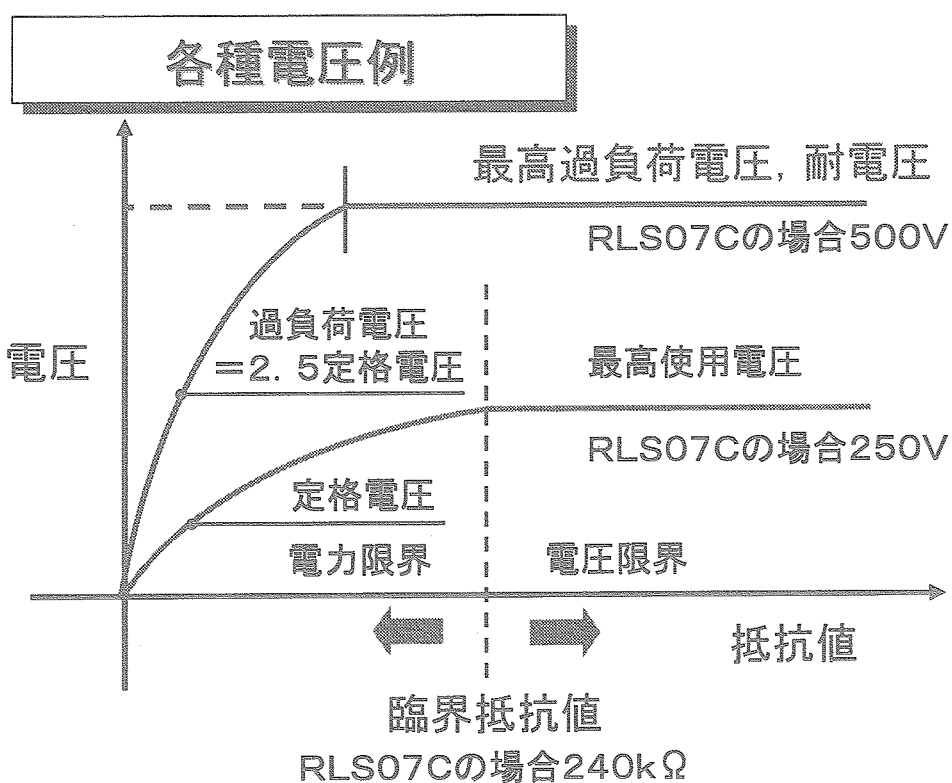 各種電圧例
最高過負荷電圧, 耐電圧
RLS07Cの場合500V
過負荷電圧
=2.5定格電圧
電圧
最高使用電圧
RLS07Cの場合250V
定格電圧
電力限界
電圧限界
抵抗値
臨界抵抗値
RLS07Cの場合240kΩ